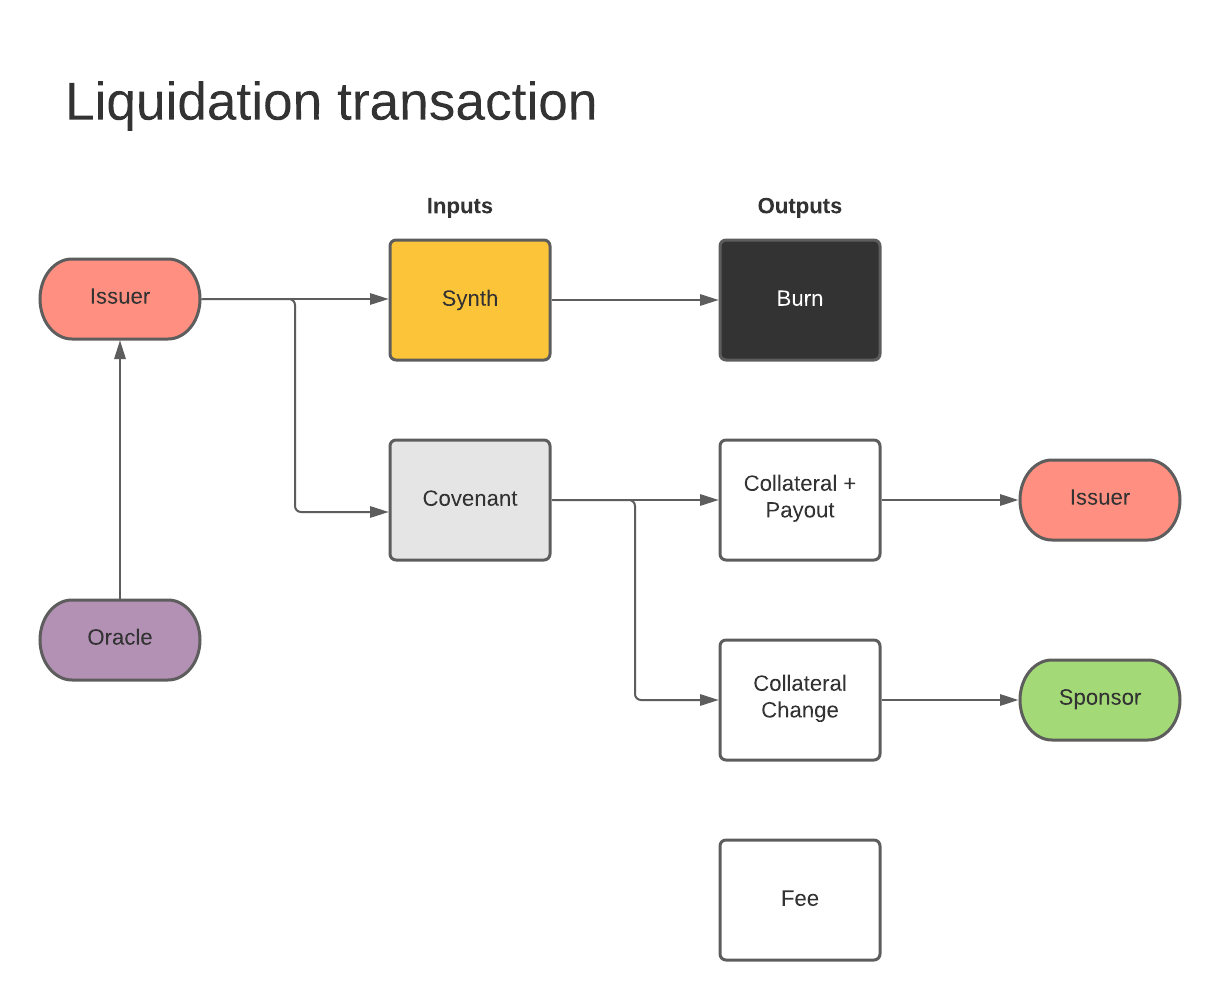 Liquidation transaction
Inputs
Outputs
Issuer
Synth
Burn
Covenant
Collateral +
Payout
Issuer
Oracle
Collateral
Change
Sponsor
Fee